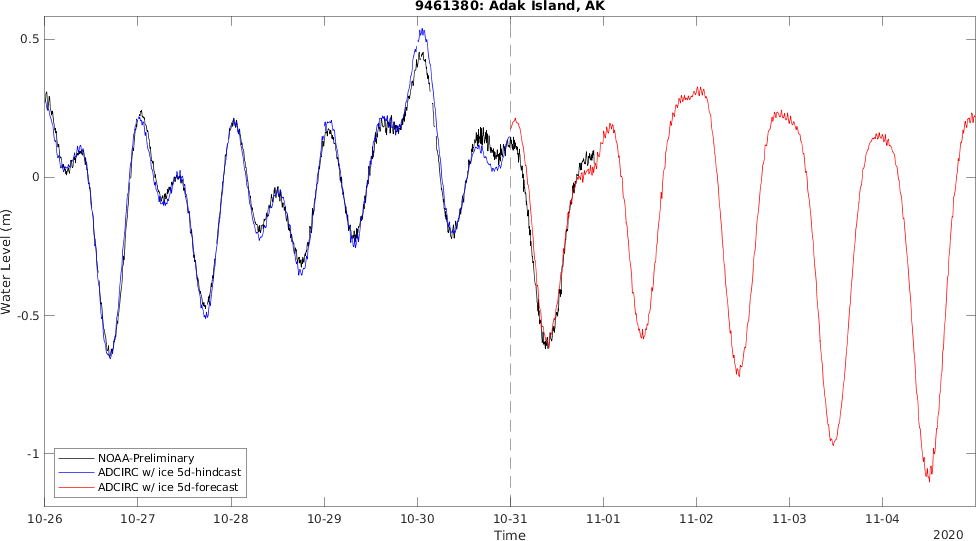 9461380: Adak Island, AK
0.5
0
-0.5
-1
Water Level (m)
NOAA-Preliminary
ADCIRC w/ ice 5d-hindcast
ADCIRC w/ ice 5d-forecast
10-26 10-27 10-28 10-29 10-30 10-31 11-01 11-02 11-03 11-04
Time
2020